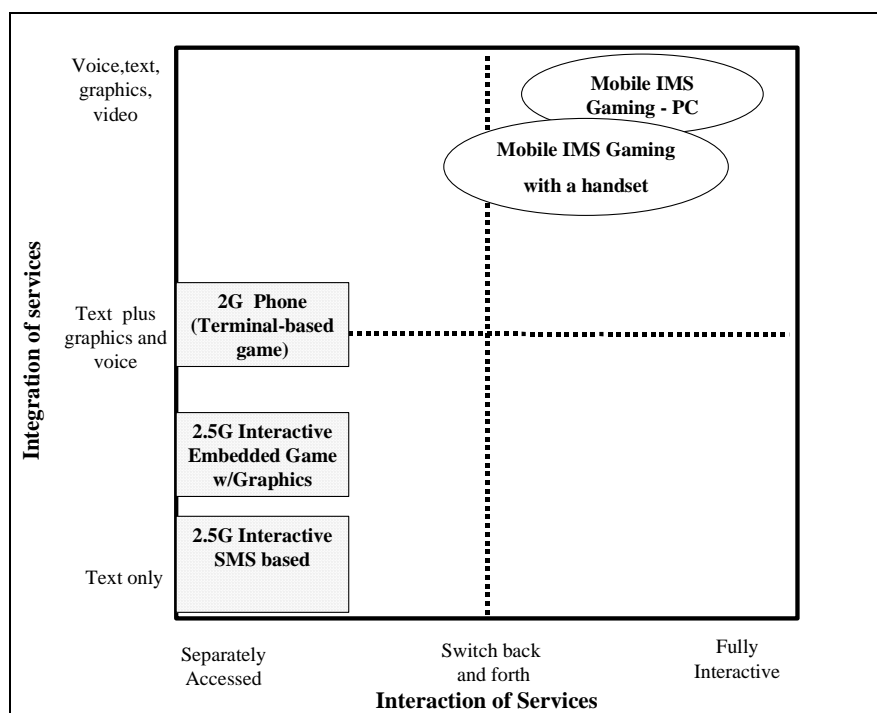 Voice,text,
graphics,
video
Mobile IMS
Gaming - PC
Mobile IMS Gaming
with a handset
Integration of services
Text plus
graphics and
voice
2G Phone
(Terminal-based
game)
2.5G Interactive
Embedded Game
w/Graphics
2.5G Interactive
SMS based
Text only
Separately
Accessed
Switch back
and forth
Fully
Interactive
Interaction of Services